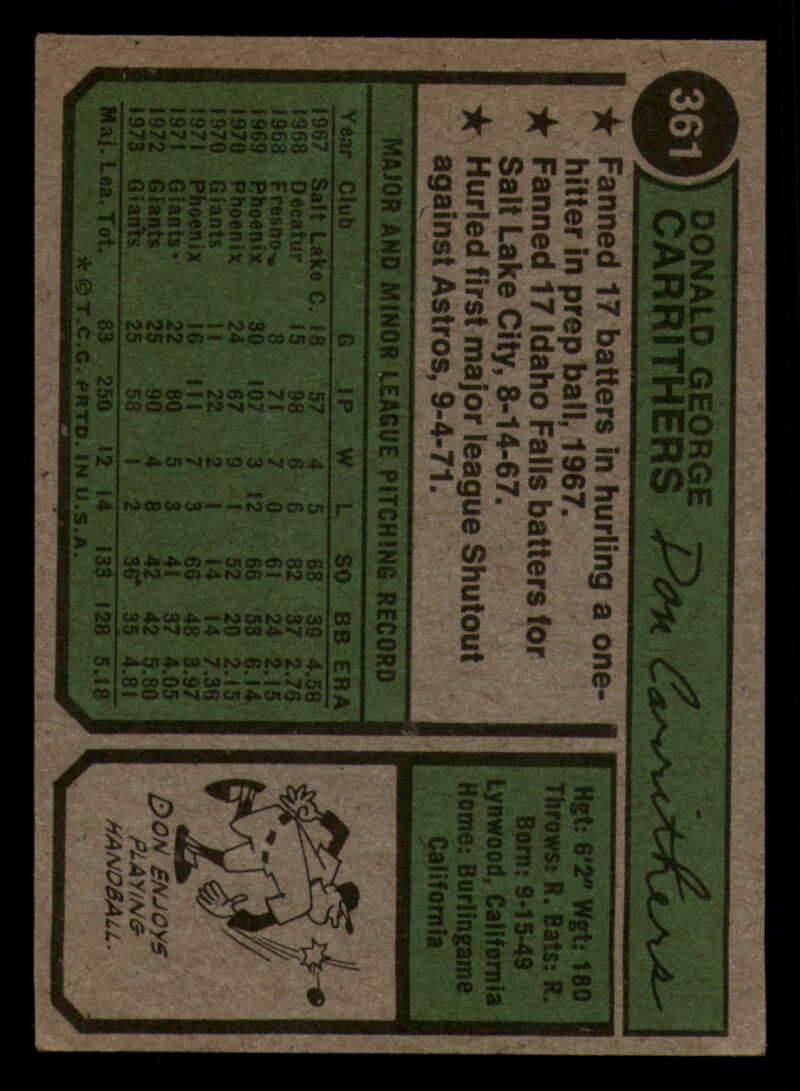 361
DONALD GEORGE
CARRITHERS Don Carrithers
★ Fanned 17 batters in hurling a one-
hitter in prep ball, 1967.
★ Fanned 17 Idaho Falls batters for
Salt Lake City, 8-14-67.
★ Hurled first major league Shutout
against Astros, 9-4-71.
Hgt: 6'2" Wgt: 180
Throws: R. Bats: R.
Born: 9-15-49
Lynwood, California
Home: Burlingame
California
MAJOR AND MINOR LEAGUE PITCHING RECORD
Year Club G IP W L SO BB ERA
1967 Salt Lake C. 18 57 4 5 68 39 4.58
1968 Decatur 15 98 6 6 82 37 2.76
1968 Fresno 8 71 7 0 61 24 2.15
1969 Phoenix 30 107 3 12 66 58 6.14
1970 Phoenix 24 67 9 1 52 20 2.15
1970 Giants 11 22 2 1 14 14 7.36
1971 Phoenix 16 111 7 3 66 48 3.97
1971 Giants 22 80 5 3 41 37 4.05
1972 Giants 25 90 4 8 42 42 5.80
1973 Giants 25 58 1 2 36 35 4.81
Maj. Lea. Tot. 83 250 12 14 133 128 5.18
* © T.C.G. PRTD. IN U.S.A.
DON ENJOYS
PLAYING
HANDBALL.